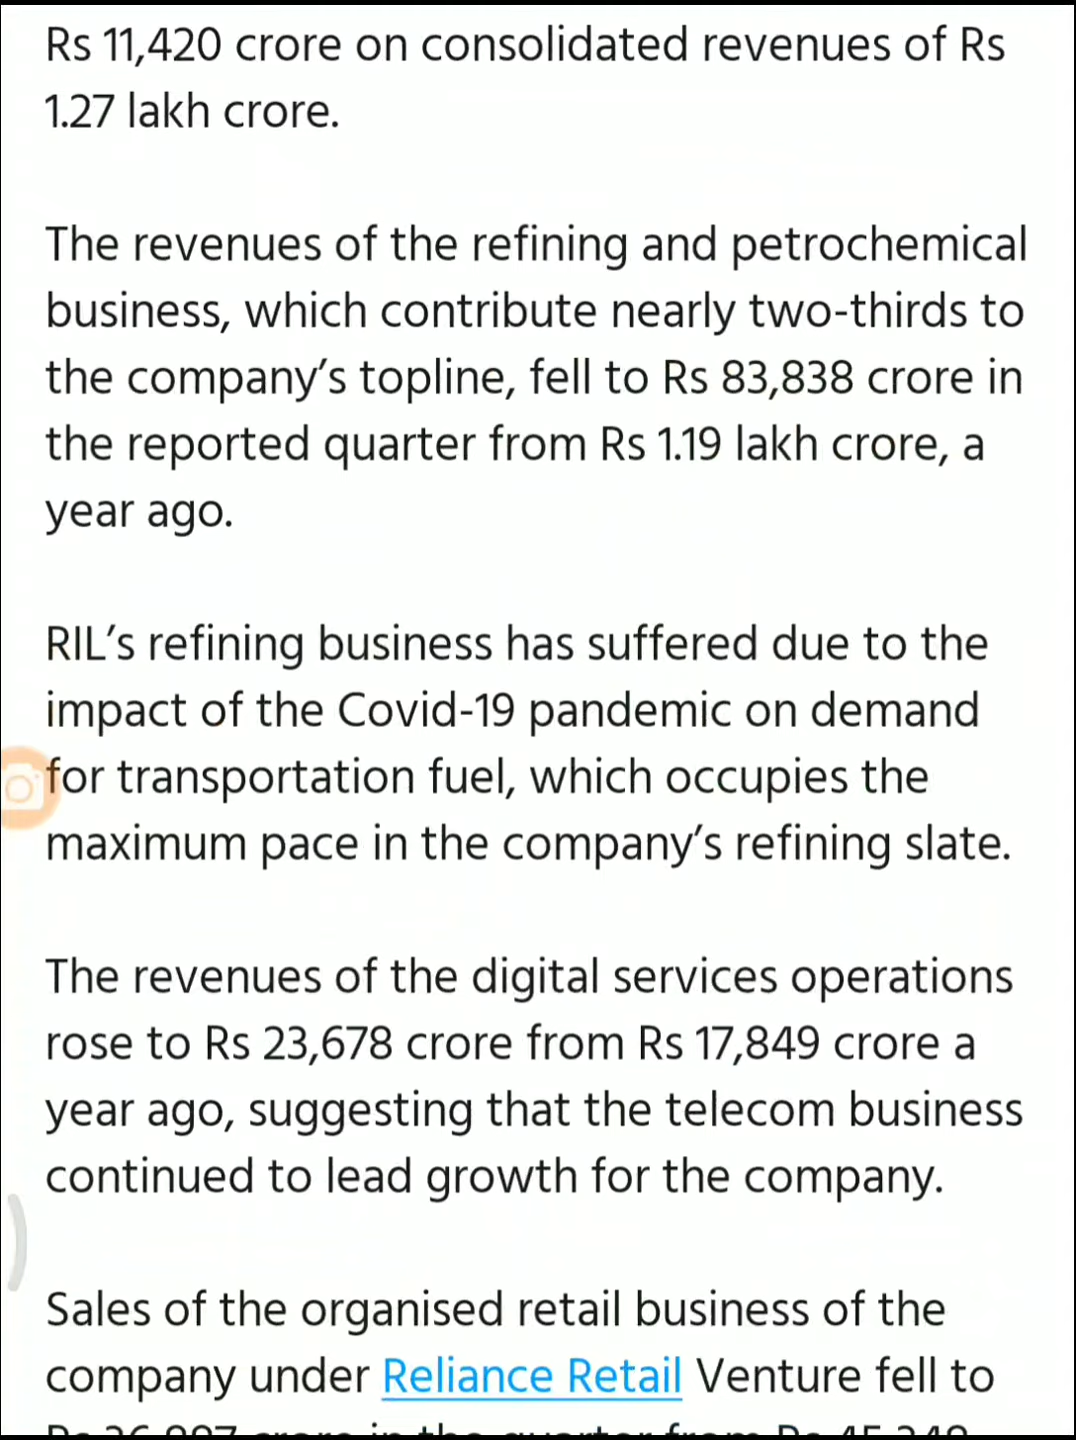 Rs 11,420 crore on consolidated revenues of Rs
1.27 lakh crore.
The revenues of the refining and petrochemical
business, which contribute nearly two-thirds to
the company’s topline, fell to Rs 83,838 crore in
the reported quarter from Rs 1.19 lakh crore, a
year ago.
RIL’s refining business has suffered due to the
impact of the Covid-19 pandemic on demand
for transportation fuel, which occupies the
maximum pace in the company’s refining slate.
The revenues of the digital services operations
rose to Rs 23,678 crore from Rs 17,849 crore a
year ago, suggesting that the telecom business
continued to lead growth for the company.
Sales of the organised retail business of the
company under Reliance Retail Venture fell to
crore in the quarter from Rs